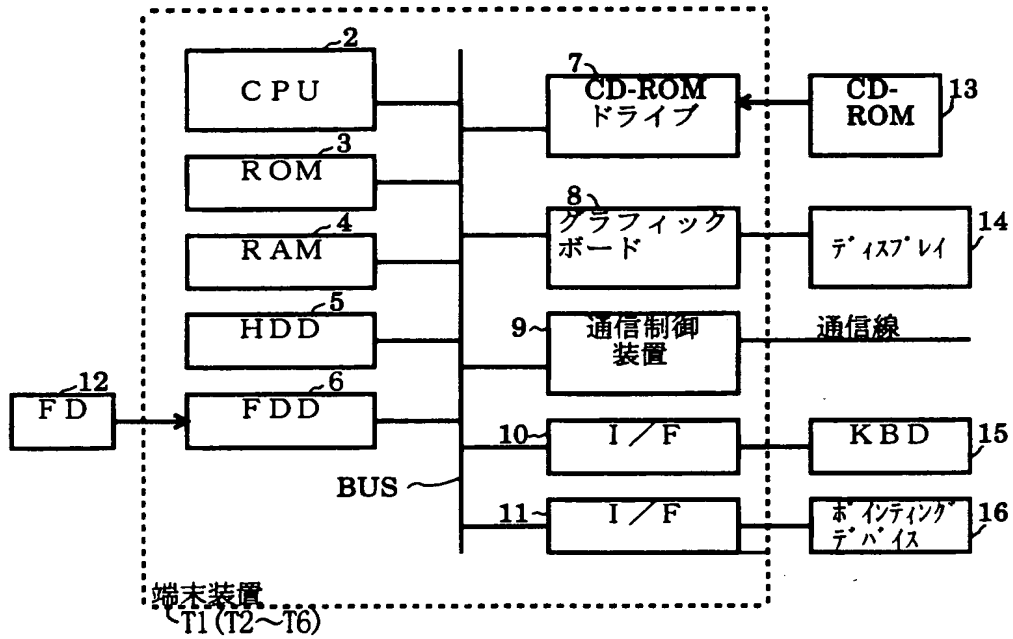 2
ＣＰＵ
3
ＲＯＭ
4
ＲＡＭ
5
ＨＤＤ
12
ＦＤ
6
ＦＤＤ
BUS
7
CD-ROM
ドライブ
CD-
ROM
13
8
グラフィック
ボード
ﾃﾞｨｽﾌﾟﾚｲ
14
9
通信制御
装置
通信線
10
Ｉ／Ｆ
ＫＢＤ
15
11
Ｉ／Ｆ
ﾎﾟｲﾝﾃｨﾝｸﾞ
ﾃﾞﾊﾞｲｽ
16
端末装置
T1(T2～T6)